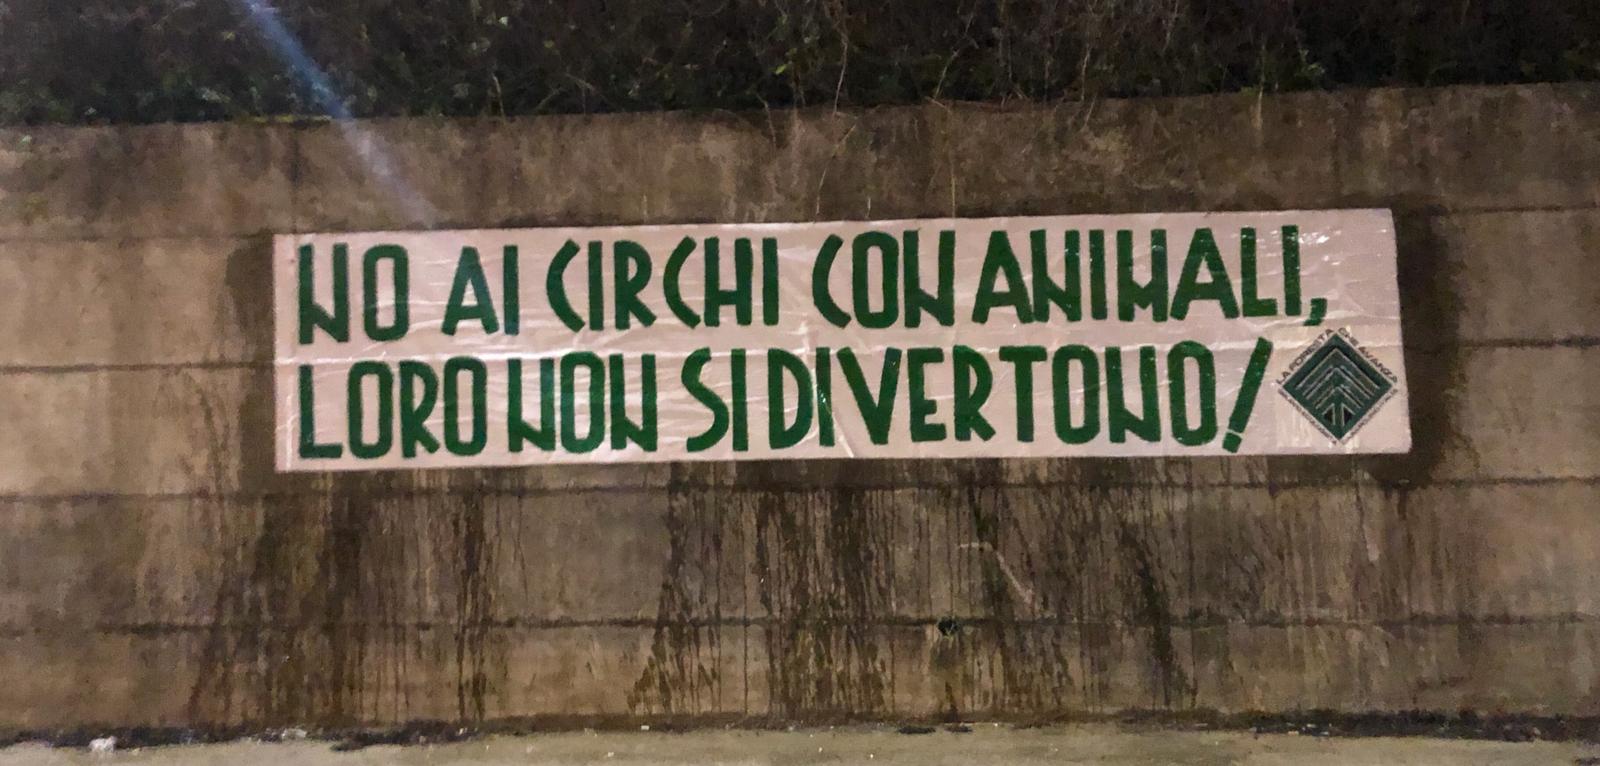 NO AI CIRCHI CON ANIMALI,
LORO NON SI DIVERTONO!
LA FORESTA CHE AVANZA